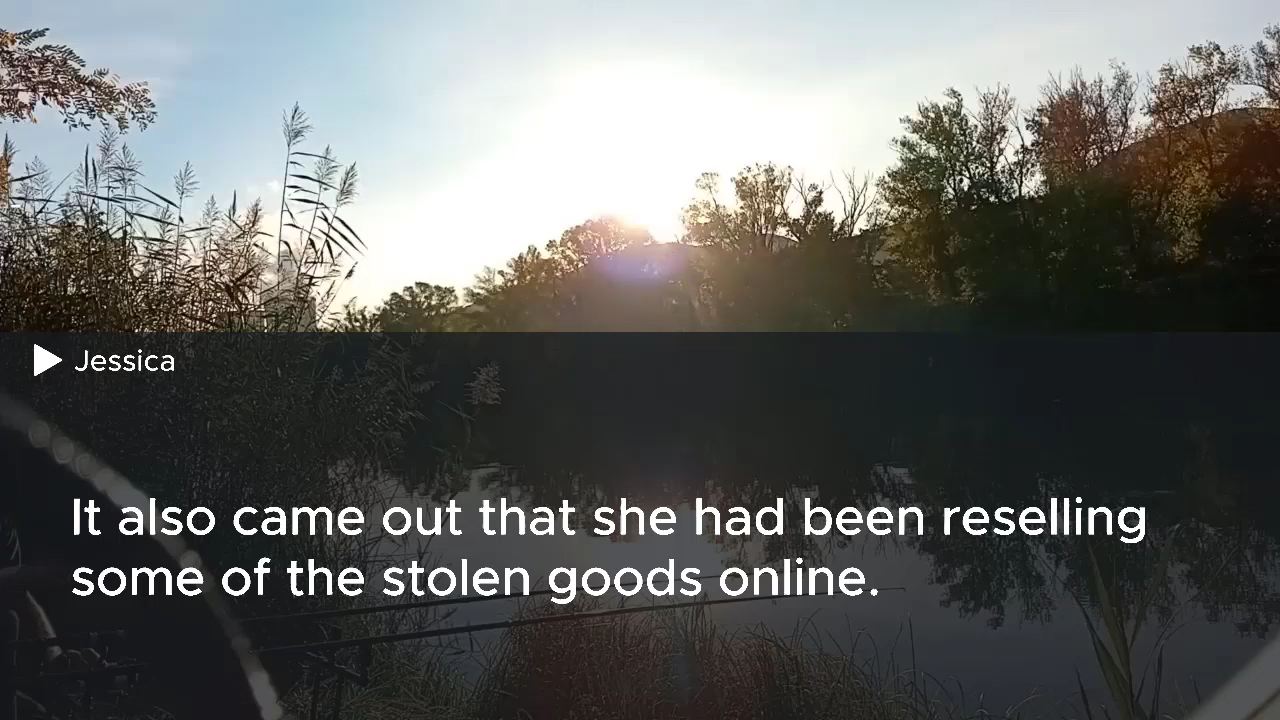 Jessica
It also came out that she had been reselling
some of the stolen goods online.